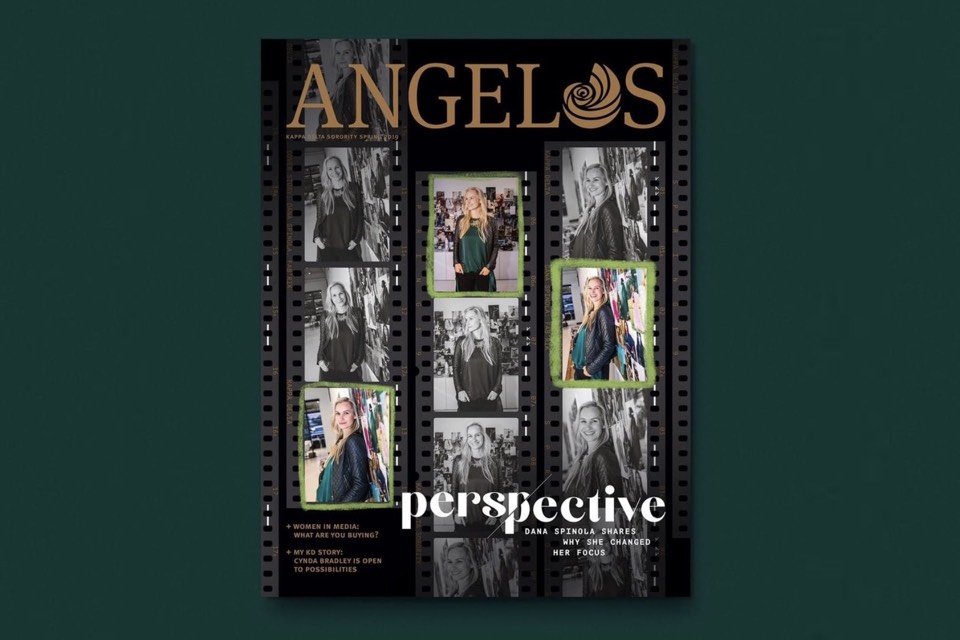 ANGELOS
KAPPA DELTA SORORITY SPRING 2019
perspective
DANA SPINOLA SHARES
WHY SHE CHANGED
HER FOCUS
+ WOMEN IN MEDIA:
WHAT ARE YOU BUYING?
+ MY KD STORY:
CYNDA BRADLEY IS OPEN
TO POSSIBILITIES